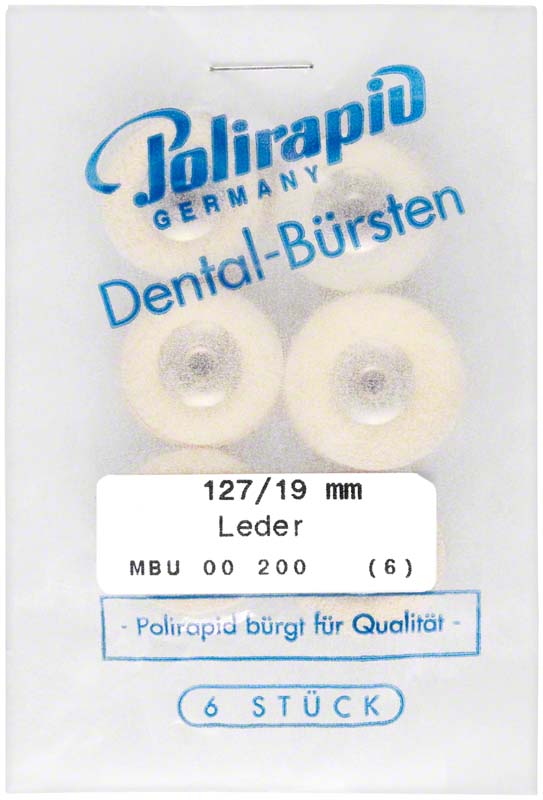 Polirapid
GERMANY
Dental-Bürsten
127/19 mm
Leder
MBU 00 200 (6)
- Polirapid bürgt für Qualität -
6 STÜCK